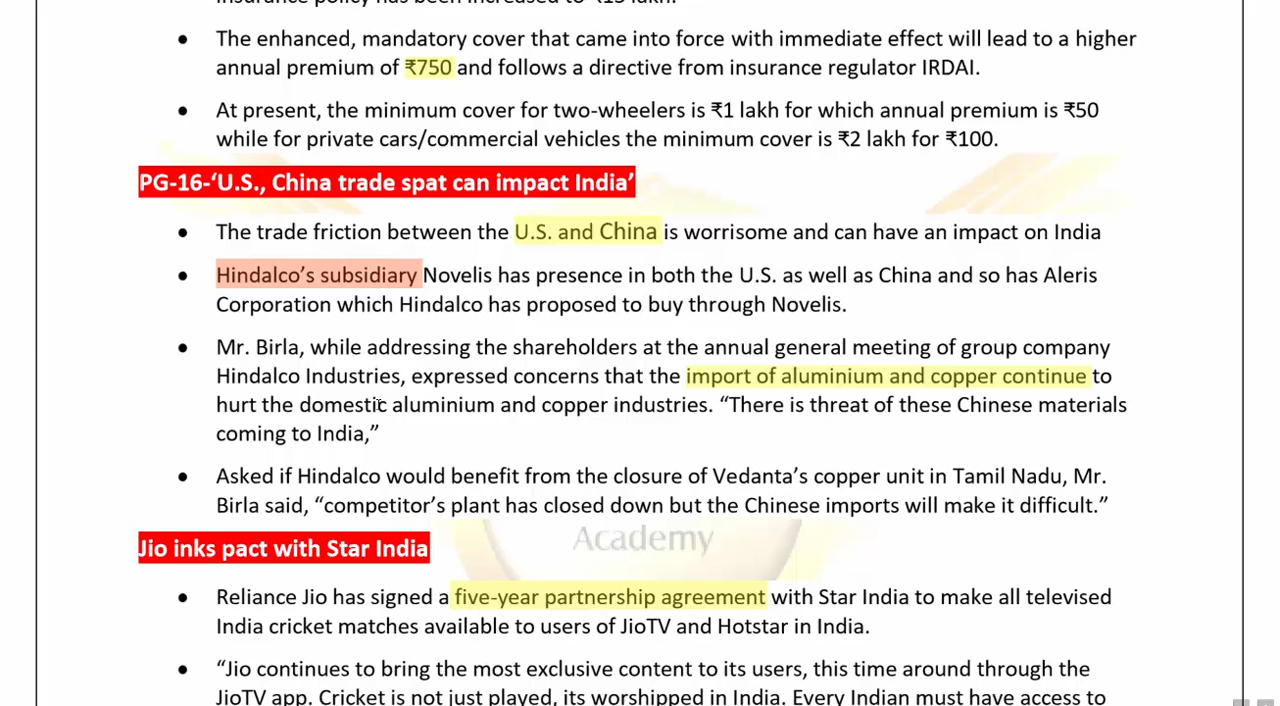 insurance policy has been increased to ₹15 lakh.
• The enhanced, mandatory cover that came into force with immediate effect will lead to a higher
annual premium of ₹750 and follows a directive from insurance regulator IRDAI.
• At present, the minimum cover for two-wheelers is ₹1 lakh for which annual premium is ₹50
while for private cars/commercial vehicles the minimum cover is ₹2 lakh for ₹100.
PG-16-‘U.S., China trade spat can impact India’
• The trade friction between the U.S. and China is worrisome and can have an impact on India
• Hindalco’s subsidiary Novelis has presence in both the U.S. as well as China and so has Aleris
Corporation which Hindalco has proposed to buy through Novelis.
• Mr. Birla, while addressing the shareholders at the annual general meeting of group company
Hindalco Industries, expressed concerns that the import of aluminium and copper continue to
hurt the domestic aluminium and copper industries. “There is threat of these Chinese materials
coming to India,”
• Asked if Hindalco would benefit from the closure of Vedanta’s copper unit in Tamil Nadu, Mr.
Birla said, “competitor’s plant has closed down but the Chinese imports will make it difficult.”
Academy
Jio inks pact with Star India
• Reliance Jio has signed a five-year partnership agreement with Star India to make all televised
India cricket matches available to users of JioTV and Hotstar in India.
• “Jio continues to bring the most exclusive content to its users, this time around through the
JioTV app. Cricket is not just played, its worshipped in India. Every Indian must have access to